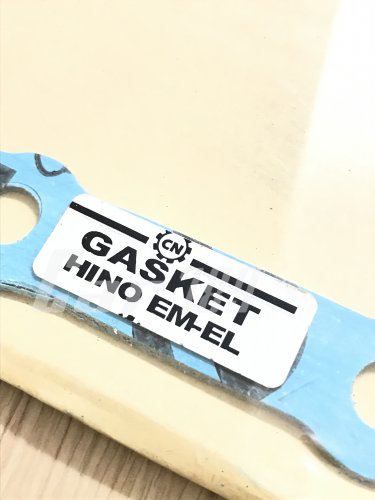 CN
GASKET
HINO EM-EL